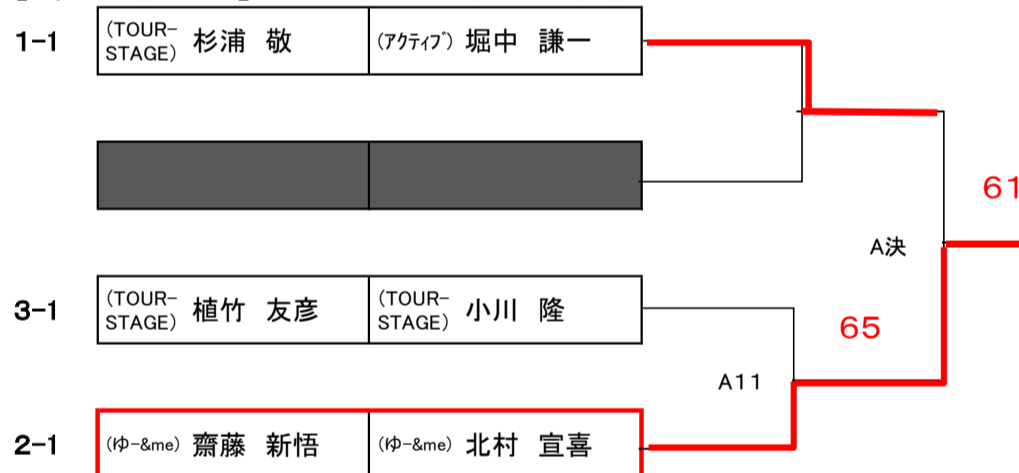 1-1 (TOUR-STAGE) 杉浦 敬 (アクティブ) 堀中 謙一
61
A決
3-1 (TOUR-STAGE) 植竹 友彦 (TOUR-STAGE) 小川 隆
65
A11
2-1 (ゆ-&me) 齋藤 新悟 (ゆ-&me) 北村 宣喜